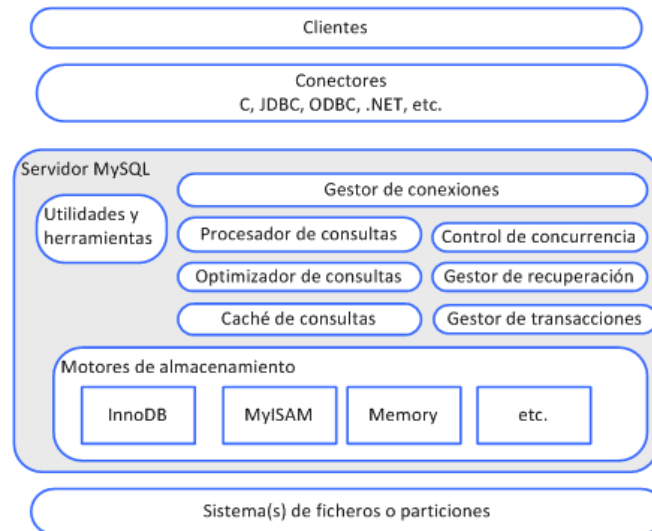 Clientes
Conectores
C, JDBC, ODBC, .NET, etc.
Servidor MySQL
Utilidades y
herramientas
Gestor de conexiones
Procesador de consultas
Control de concurrencia
Optimizador de consultas
Gestor de recuperación
Caché de consultas
Gestor de transacciones
Motores de almacenamiento
InnoDB
MyISAM
Memory
etc.
Sistema(s) de ficheros o particiones